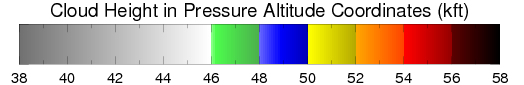 Cloud Height in Pressure Altitude Coordinates (kft)
38 40 42 44 46 48 50 52 54 56 58